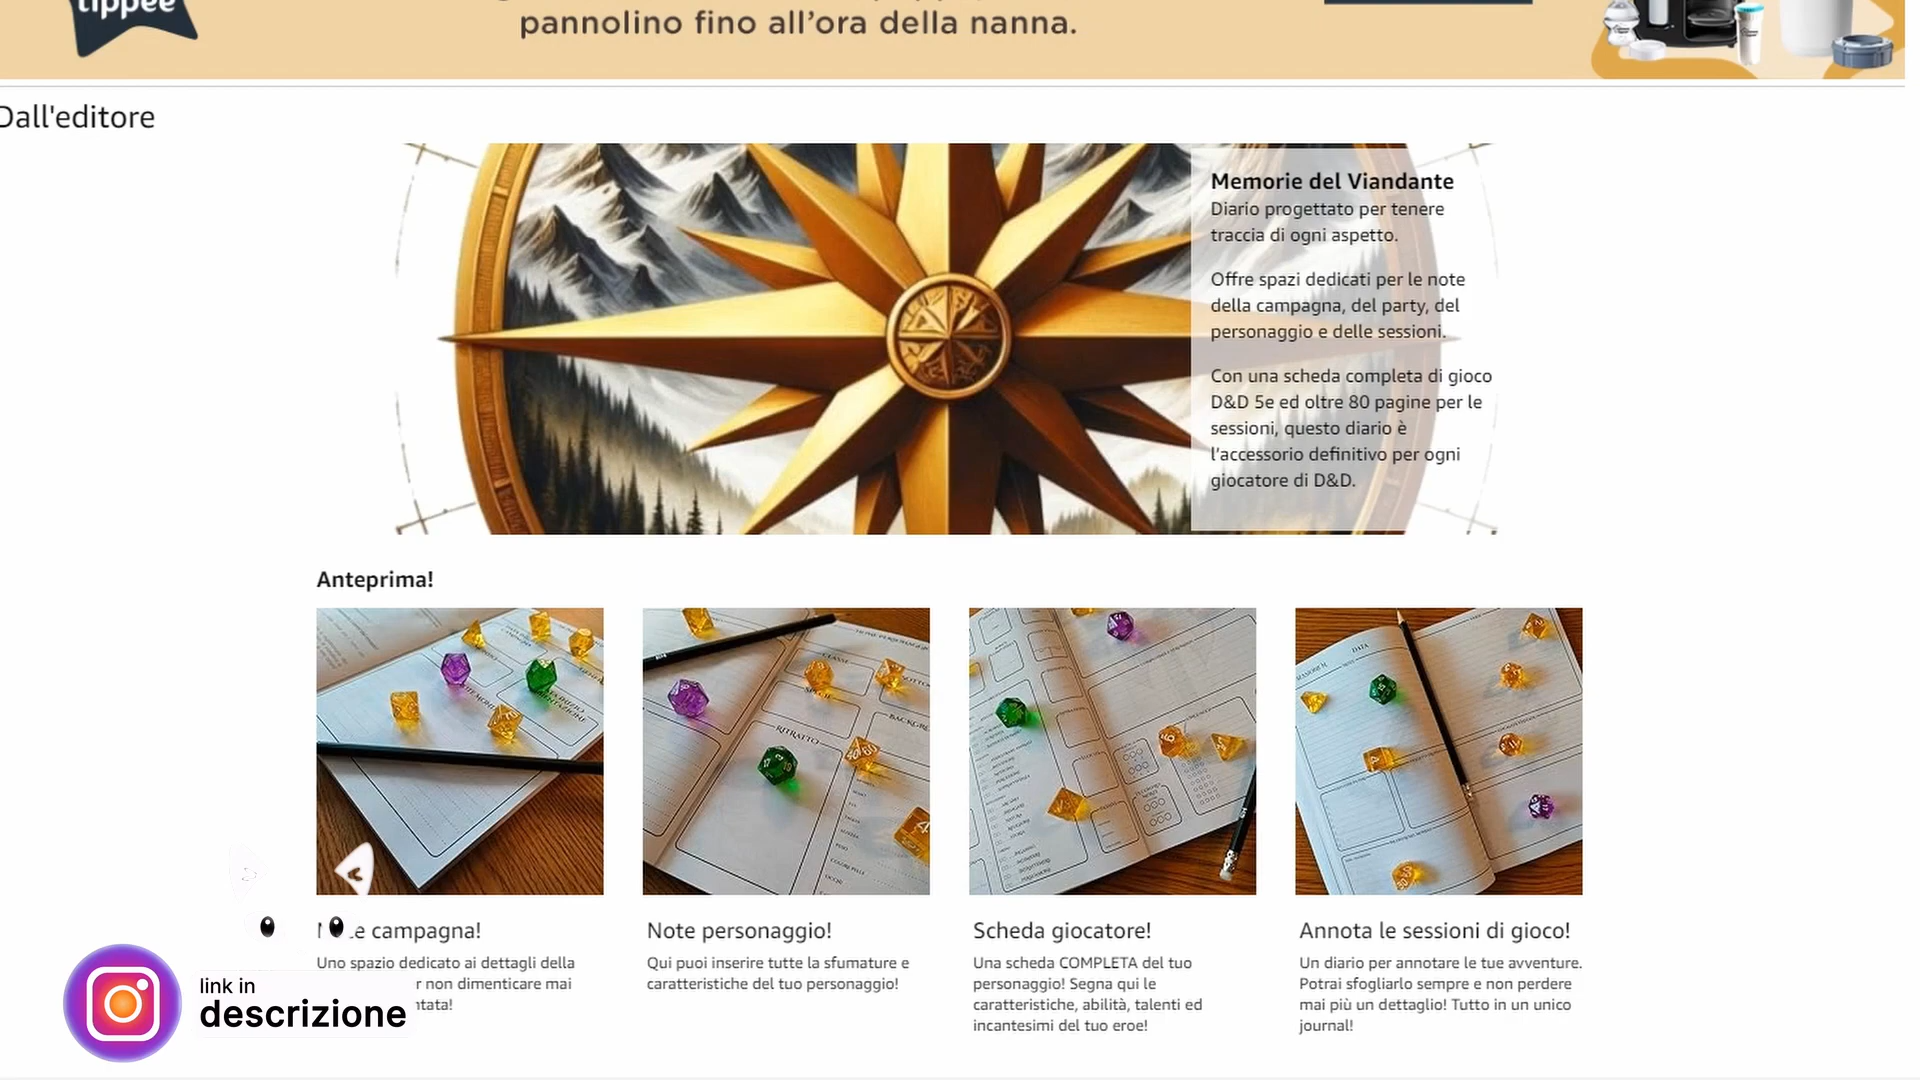 tippee
pannolino fino all'ora della nanna.
Dall'editore
Memorie del Viandante
Diario progettato per tenere
traccia di ogni aspetto.
Offre spazi dedicati per le note
della campagna, del party, del
personaggio e delle sessioni.
Con una scheda completa di gioco
D&D 5e ed oltre 80 pagine per le
sessioni, questo diario è
l'accessorio definitivo per ogni
giocatore di D&D.
Anteprima!
CLASSE
RITRATTO
DATA
campagna!
Uno spazio dedicato ai dettagli della
non dimenticare mai
Note personaggio!
Qui puoi inserire tutte la sfumature e
caratteristiche del tuo personaggio!
Scheda giocatore!
Una scheda COMPLETA del tuo
personaggio! Segna qui le
caratteristiche, abilità, talenti ed
incantesimi del tuo eroe!
Annota le sessioni di gioco!
Un diario per annotare le tue avventure.
Potrai sfogliarlo sempre e non perdere
mai più un dettaglio! Tutto in un unico
journal!
link in
descrizione